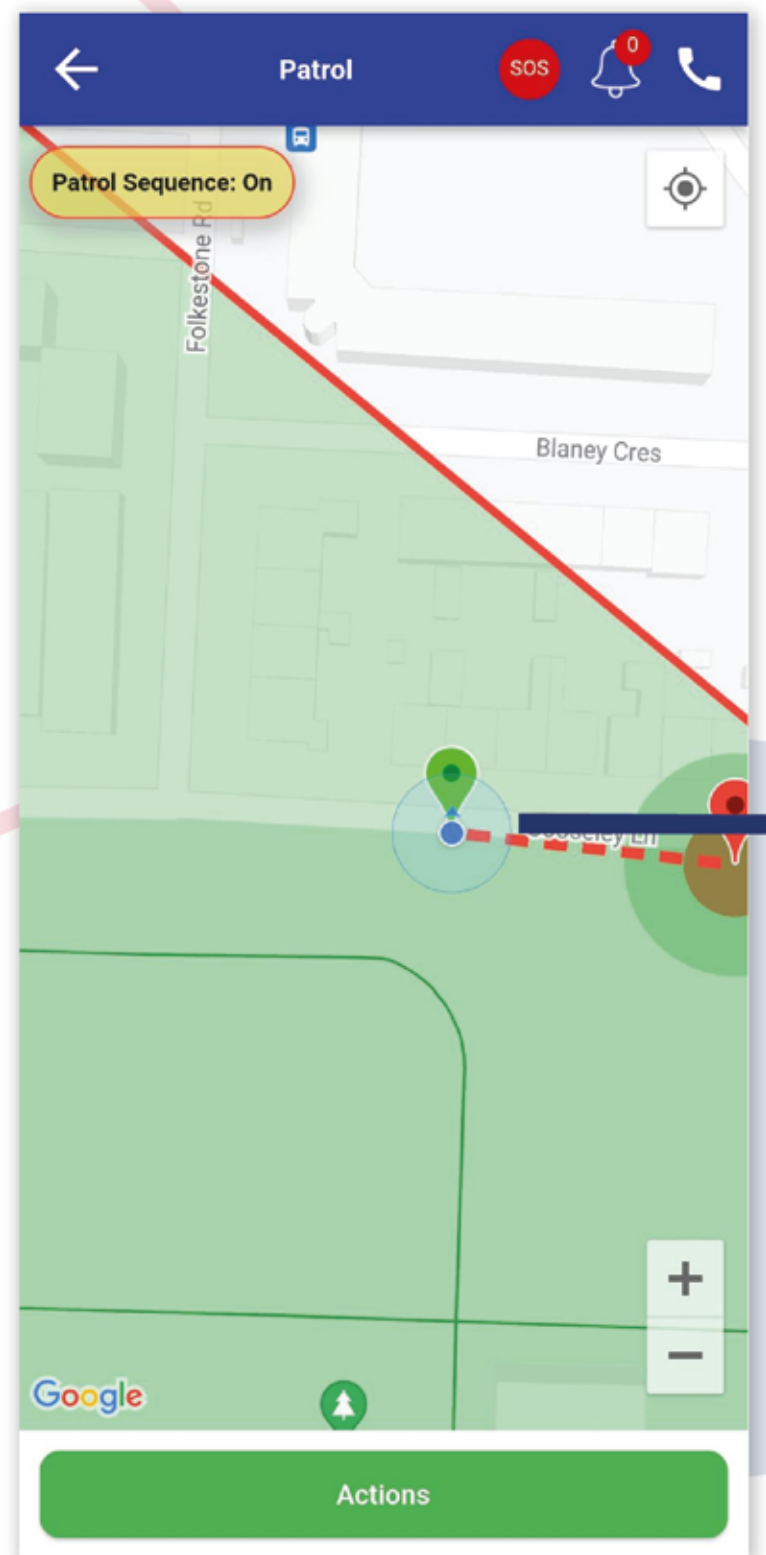 Patrol
SOS
0
Patrol Sequence: On
Folkestone Rd
Blaney Cres
Google
Actions